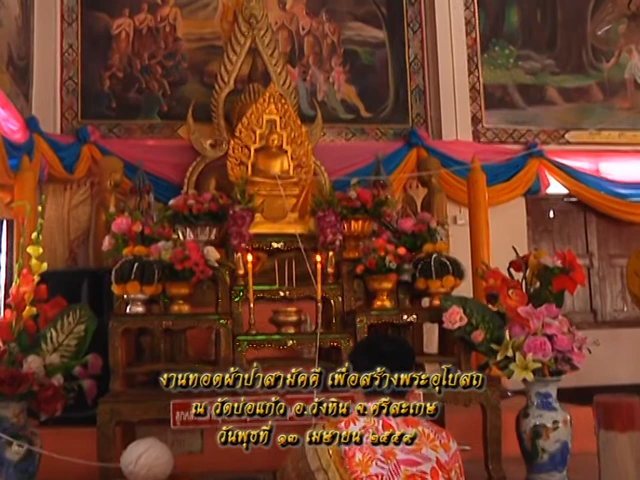 งานทอดผ้าป่าสามัคคี เพื่อสร้างพระอุโบสถ
ณ วัดบ่อแก้ว อ.วังหิน จ.ศรีสะเกษ
วันพุธที่ ๑๓ เมษายน ๒๕๕๙